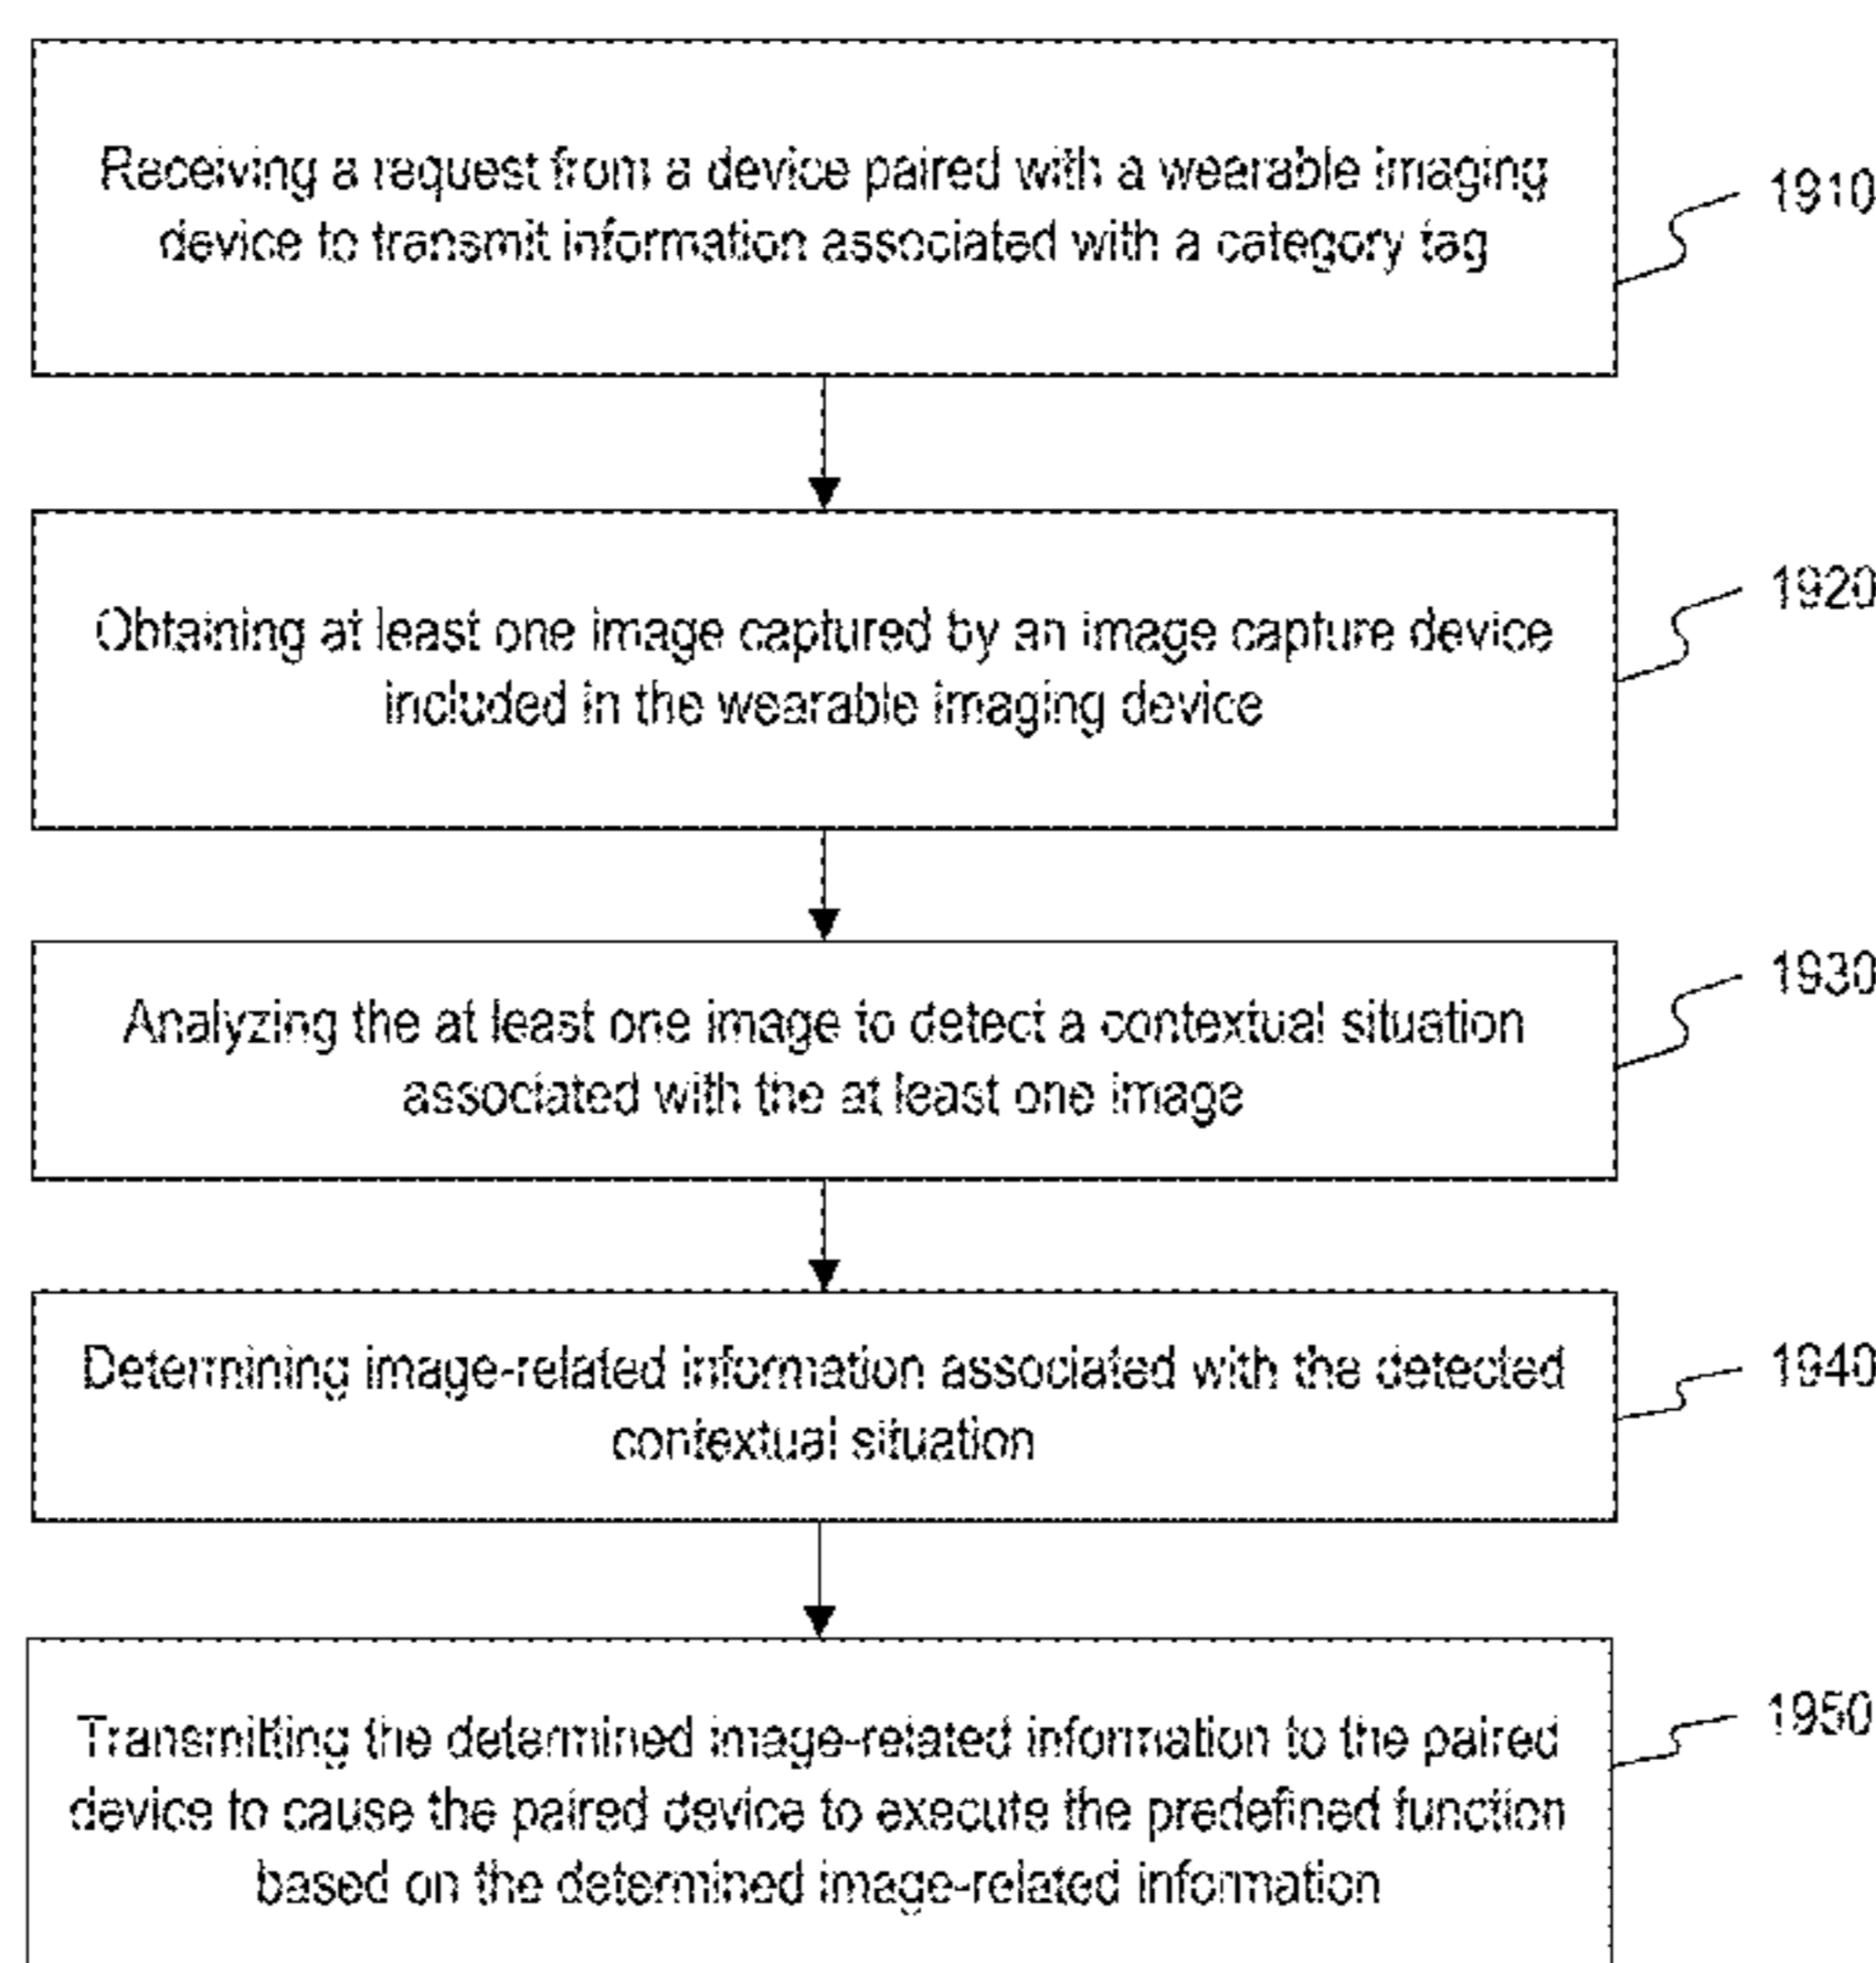 Receiving a request from a device paired with a wearable imaging
device to transmit information associated with a category tag
1910
Obtaining at least one image captured by an image capture device
included in the wearable imaging device
1920
Analyzing the at least one image to detect a contextual situation
associated with the at least one image
1930
Determining image-related information associated with the detected
contextual situation
1940
Transmitting the determined image-related information to the paired
device to cause the paired device to execute the predefined function
based on the determined image-related information
1950